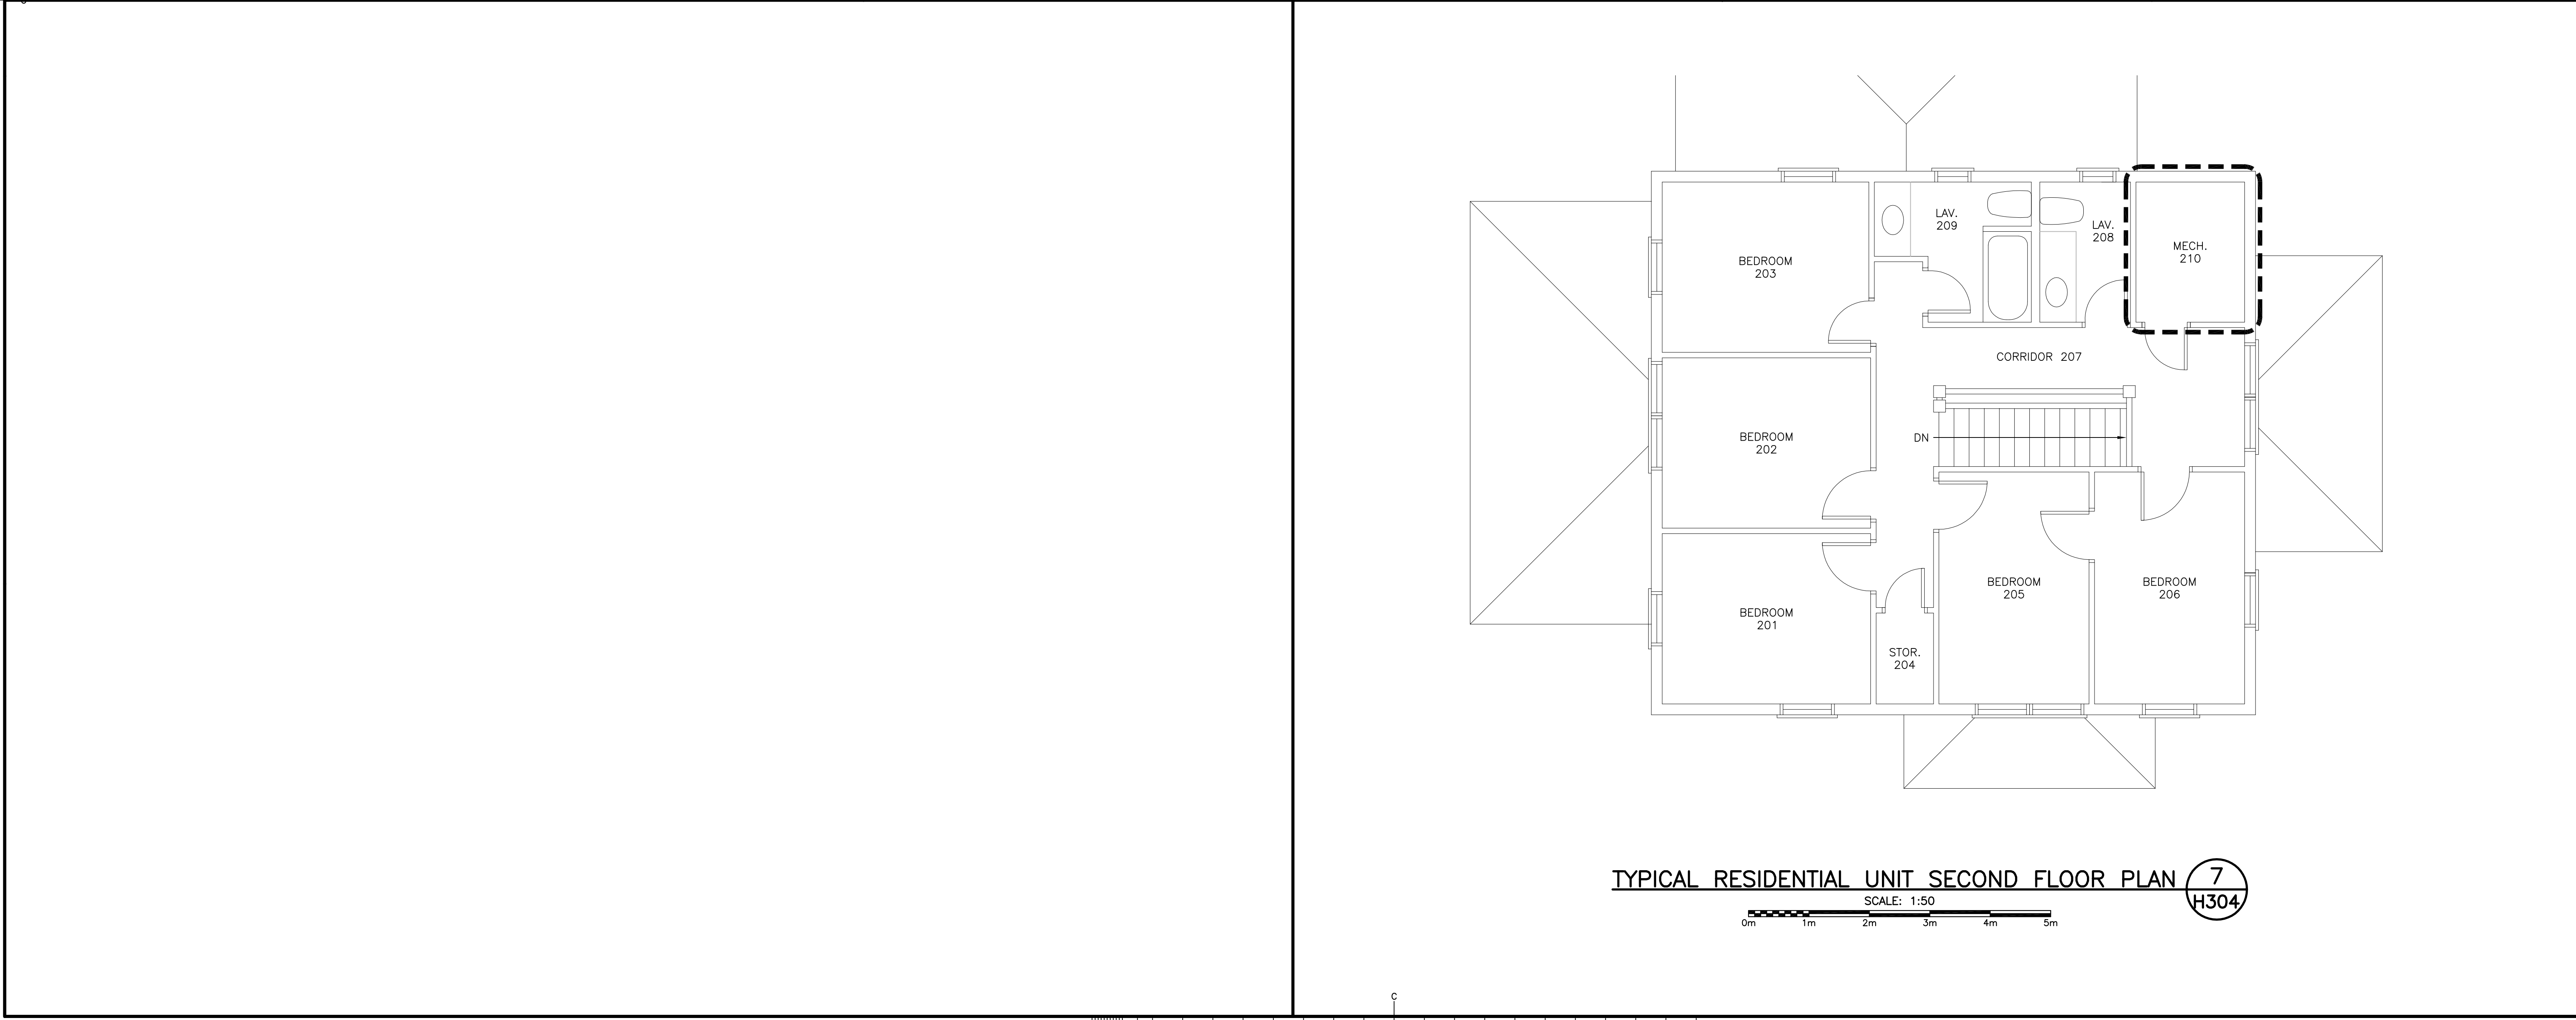 LAV.
209
LAV.
208
MECH.
210
BEDROOM
203
CORRIDOR 207
BEDROOM
202
DN
BEDROOM
205
BEDROOM
206
BEDROOM
201
STOR.
204
TYPICAL RESIDENTIAL UNIT SECOND FLOOR PLAN
7
H304
SCALE: 1:50
0m 1m 2m 3m 4m 5m
C